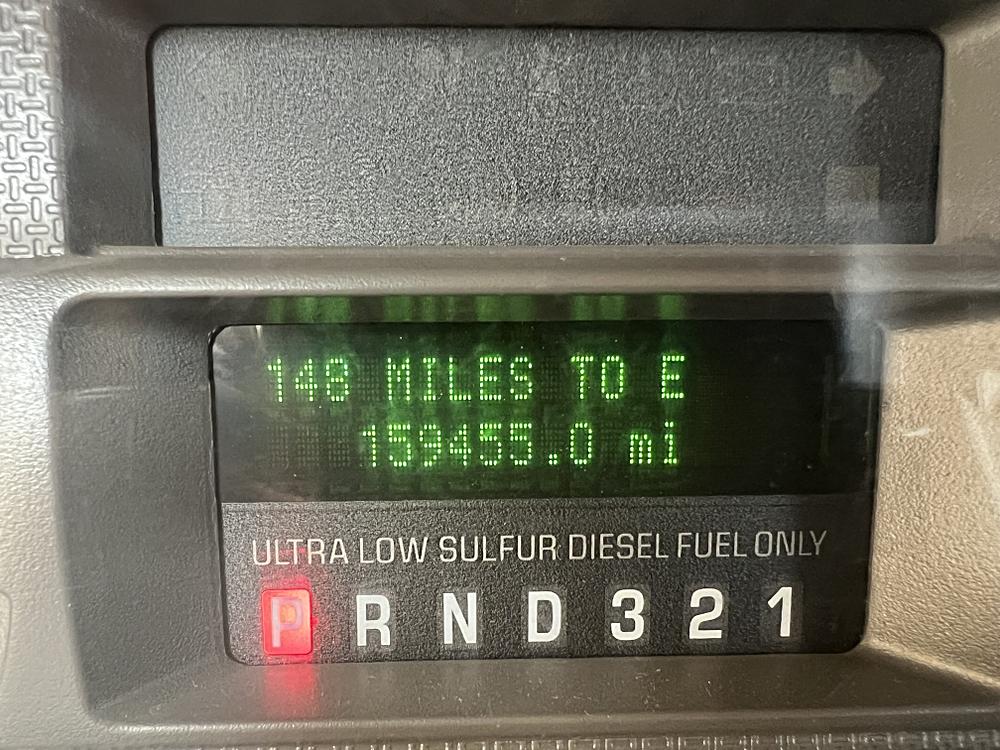 148 MILES TO E
159455.0 mi
ULTRA LOW SULFUR DIESEL FUEL ONLY
P R N D 3 2 1